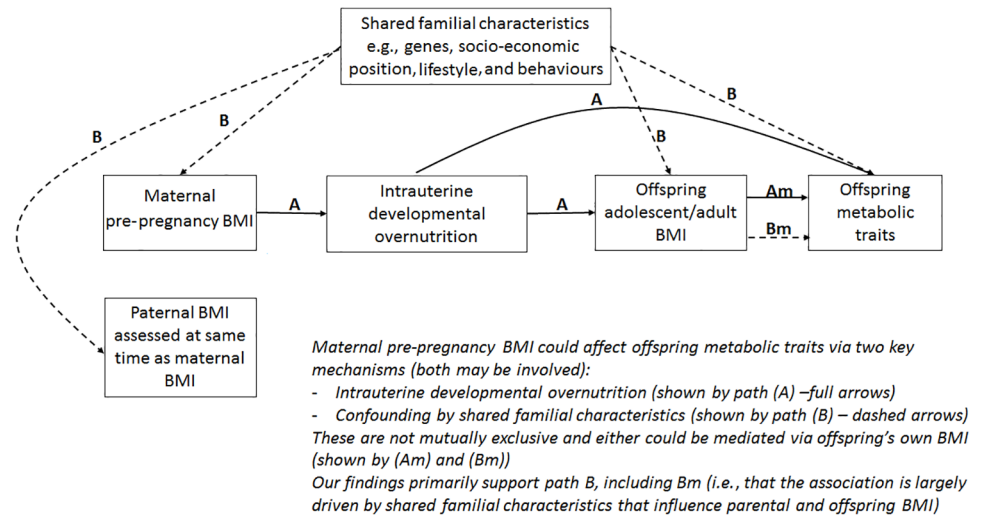 Shared familial characteristics
e.g., genes, socio-economic
position, lifestyle, and behaviours
A
B
B
B
B
Maternal
pre-pregnancy BMI
A
Intrauterine
developmental
overnutrition
A
Offspring
adolescent/adult
BMI
Am
Bm
Offspring
metabolic
traits
Paternal BMI
assessed at same
time as maternal
BMI
Maternal pre-pregnancy BMI could affect offspring metabolic traits via two key
mechanisms (both may be involved):
- Intrauterine developmental overnutrition (shown by path (A) –full arrows)
- Confounding by shared familial characteristics (shown by path (B) – dashed arrows)
These are not mutually exclusive and either could be mediated via offspring's own BMI
(shown by (Am) and (Bm))
Our findings primarily support path B, including Bm (i.e., that the association is largely
driven by shared familial characteristics that influence parental and offspring BMI)